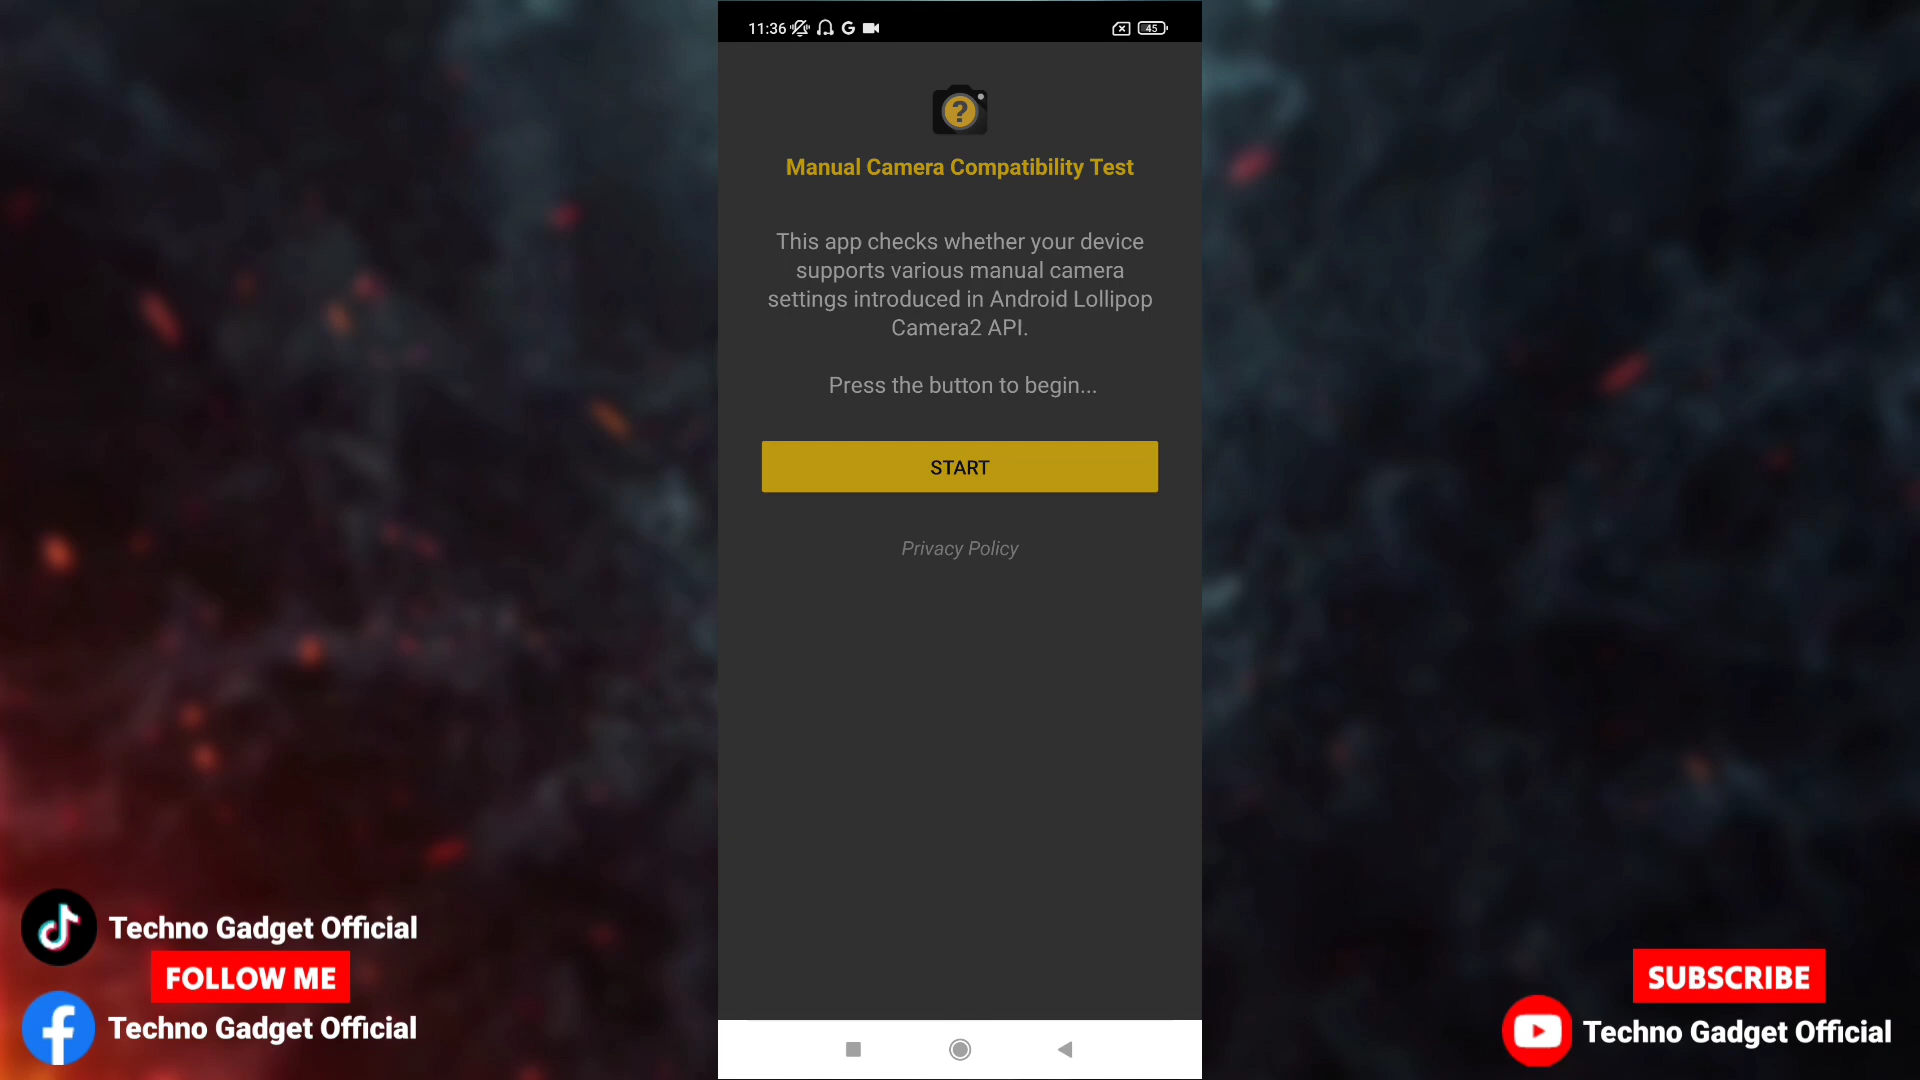 11:36
45
?
Manual Camera Compatibility Test
This app checks whether your device
supports various manual camera
settings introduced in Android Lollipop
Camera2 API.
Press the button to begin...
START
Privacy Policy
Techno Gadget Official
FOLLOW ME
Techno Gadget Official
SUBSCRIBE
Techno Gadget Official